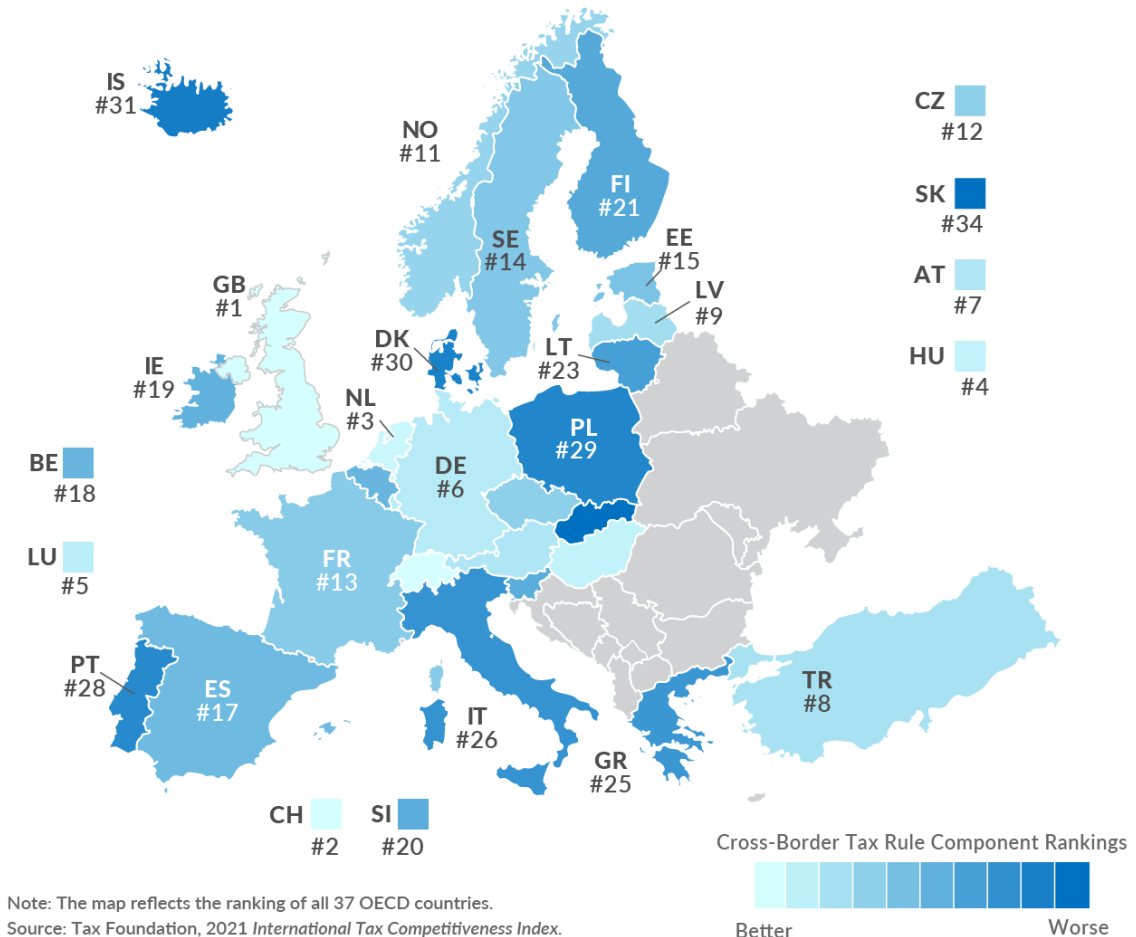 IS
#31
NO
#11
FI
#21
SE
#14
EE
#15
LV
#9
LT
#23
GB
#1
IE
#19
DK
#30
NL
#3
PL
#29
DE
#6
BE
#18
LU
#5
FR
#13
PT
#28
ES
#17
IT
#26
GR
#25
TR
#8
CZ
#12
SK
#34
AT
#7
HU
#4
CH
#2
SI
#20
Cross-Border Tax Rule Component Rankings
Better
Worse
Note: The map reflects the ranking of all 37 OECD countries.
Source: Tax Foundation, 2021 International Tax Competitiveness Index.